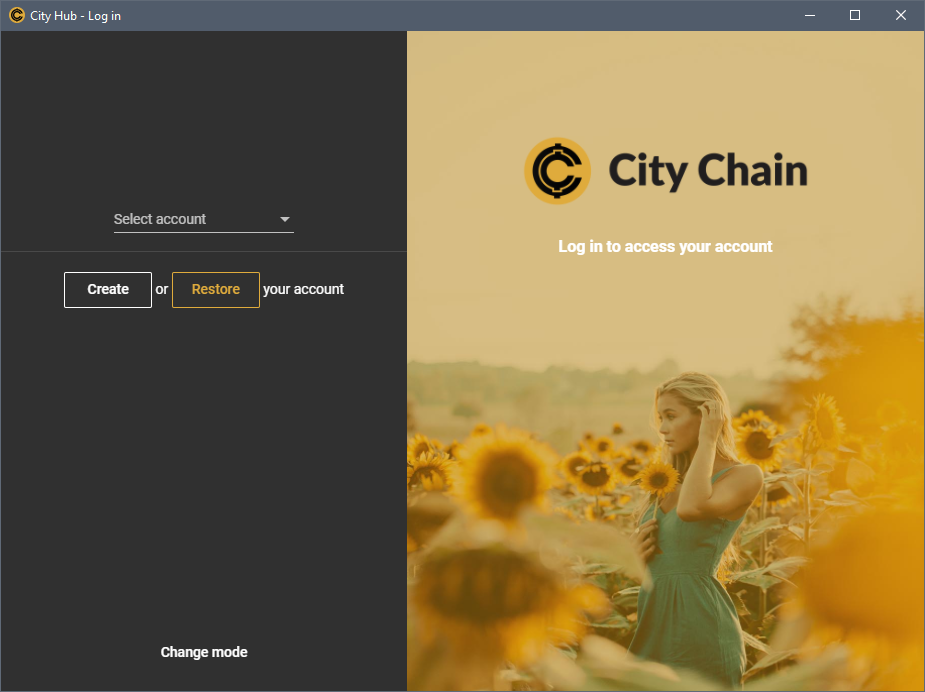 City Hub - Log in
Select account
Create or Restore your account
Change mode
City Chain
Log in to access your account